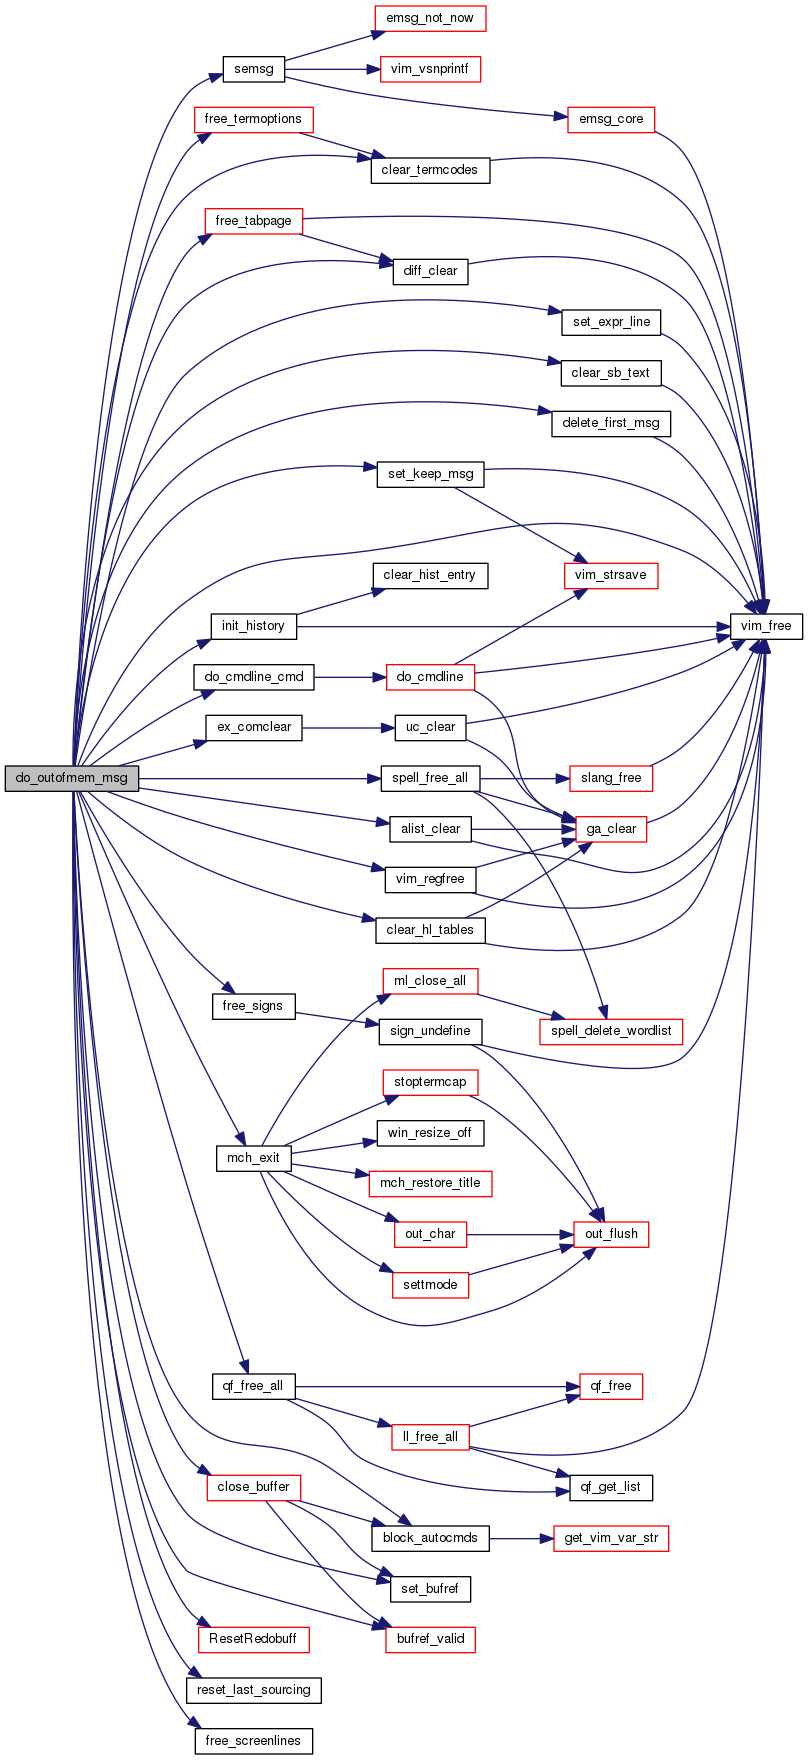 emsg_not_now
semsg
vim_vsnprintf
free_termoptions
emsg_core
clear_termcodes
free_tabpage
diff_clear
set_expr_line
clear_sb_text
delete_first_msg
set_keep_msg
clear_hist_entry
vim_strsave
init_history
vim_free
do_cmdline_cmd
do_cmdline
ex_comclear
uc_clear
do_outofmem_msg
spell_free_all
slang_free
alist_clear
ga_clear
vim_regfree
clear_hl_tables
ml_close_all
free_signs
sign_undefine
spell_delete_wordlist
stoptermcap
win_resize_off
mch_exit
mch_restore_title
out_char
out_flush
settmode
qf_free_all
qf_free
ll_free_all
close_buffer
qf_get_list
block_autocmds
get_vim_var_str
set_bufref
ResetRedobuff
bufref_valid
reset_last_sourcing
free_screenlines